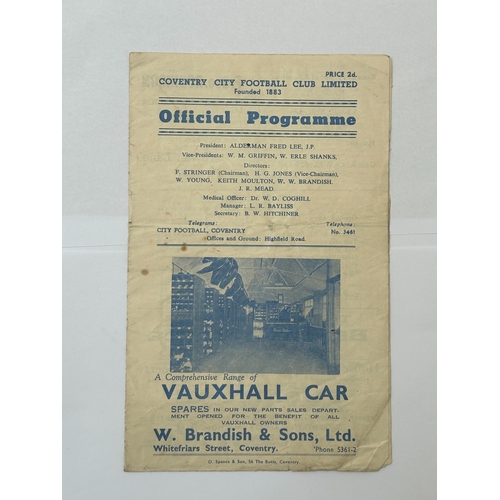 PRICE 2d.
COVENTRY CITY FOOTBALL CLUB LIMITED
Founded 1883
Official Programme
President: ALDERMAN FRED LEE, J.P.
Vice-Presidents: W. M. GRIFFIN, W. ERLE SHANKS,
Directors:
F. STRINGER (Chairman), H. G. JONES (Vice-Chairman),
W. YOUNG, KEITH MOULTON, W. W. BRANDISH.
J. R. MEAD.
Medical Officer: Dr. W. D. COGHILL
Manager: L. R. BAYLISS
Secretary: B. W. HITCHINER
Telegrams: Telephone:
CITY FOOTBALL, COVENTRY No. 3461
Offices and Ground: Highfield Road.
A Comprehensive Range of
VAUXHALL CAR
SPARES IN OUR NEW PARTS SALES DEPART-
MENT OPENED FOR THE BENEFIT OF ALL
VAUXHALL OWNERS
W. Brandish & Sons, Ltd.
Whitefriars Street, Coventry. 'Phone 5361-2
56 The Butts, Coventry.